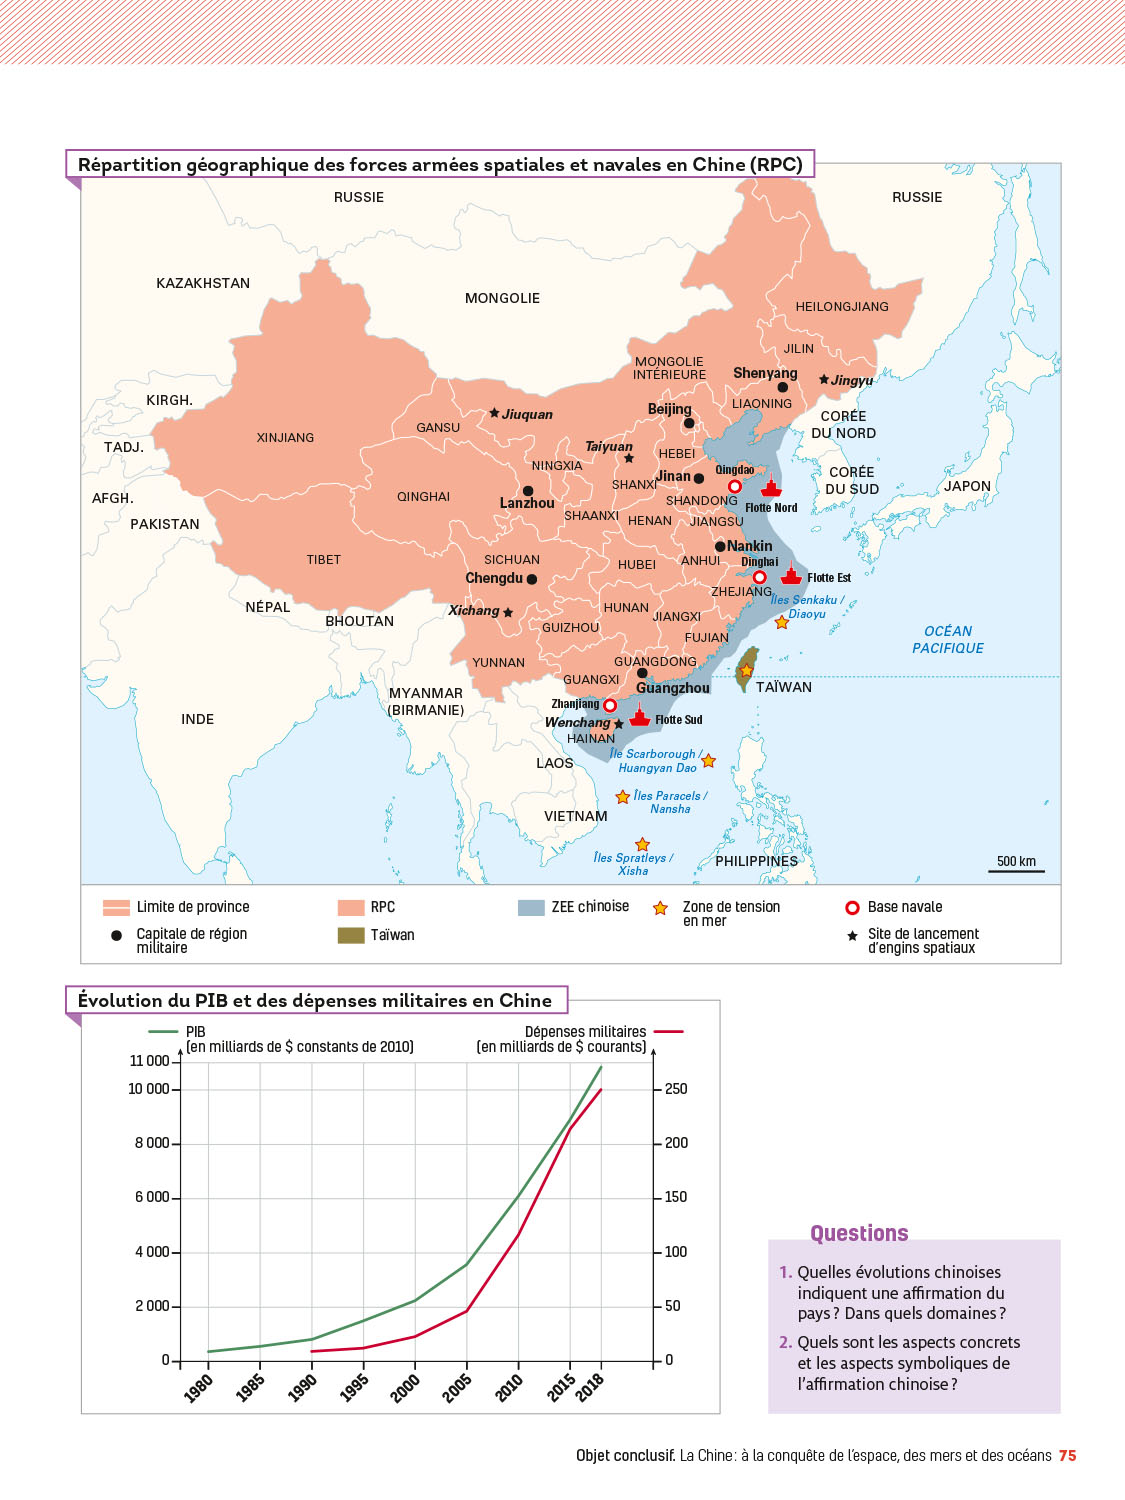 Répartition géographique des forces armées spatiales et navales en Chine (RPC)
RUSSIE
RUSSIE
KAZAKHSTAN
MONGOLIE
HEILONGJIANG
JILIN
MONGOLIE
INTÉRIEURE
Shenyang
Jingyu
KIRGH.
Beijing
LIAONING
Jiuquan
CORÉE
DU NORD
GANSU
XINJIANG
TADJ.
Taiyuan
HEBEI
NINGXIA
Qingdao
CORÉE
DU SUD
Jinan
SHANXI
JAPON
AFGH.
QINGHAI
Lanzhou
SHANDONG
Flotte Nord
PAKISTAN
SHAANXI
HENAN
JIANGSU
Nankin
TIBET
SICHUAN
HUBEI
ANHUI
Dinghai
Chengdu
Flotte Est
ZHEJIANG
Îles Senkaku /
Diaoyu
NÉPAL
Xichang
HUNAN
JIANGXI
BHOUTAN
GUIZHOU
FUJIAN
OCÉAN
PACIFIQUE
YUNNAN
GUANGDONG
GUANGXI
Guangzhou
TAÏWAN
MYANMAR
(BIRMANIE)
Zhanjiang
INDE
Wenchang
Flotte Sud
HAINAN
Île Scarborough /
Huangyan Dao
LAOS
Îles Paracels /
Nansha
VIETNAM
Îles Spratleys /
Xisha
PHILIPPINES
500 km
Limite de province
RPC
ZEE chinoise
Zone de tension
en mer
Base navale
Capitale de région
militaire
Taïwan
Site de lancement
d'engins spatiaux
Évolution du PIB et des dépenses militaires en Chine
PIB
(en milliards de $ constants de 2010)
Dépenses militaires
(en milliards de $ courants)
11 000
10 000
250
8 000
200
6 000
150
4 000
100
2 000
50
0
0
1980
1985
1990
1995
2000
2005
2010
2015
2018
Questions
1. Quelles évolutions chinoises
indiquent une affirmation du
pays ? Dans quels domaines ?
2. Quels sont les aspects concrets
et les aspects symboliques de
l'affirmation chinoise ?
Objet conclusif. La Chine : à la conquête de l'espace, des mers et des océans 75